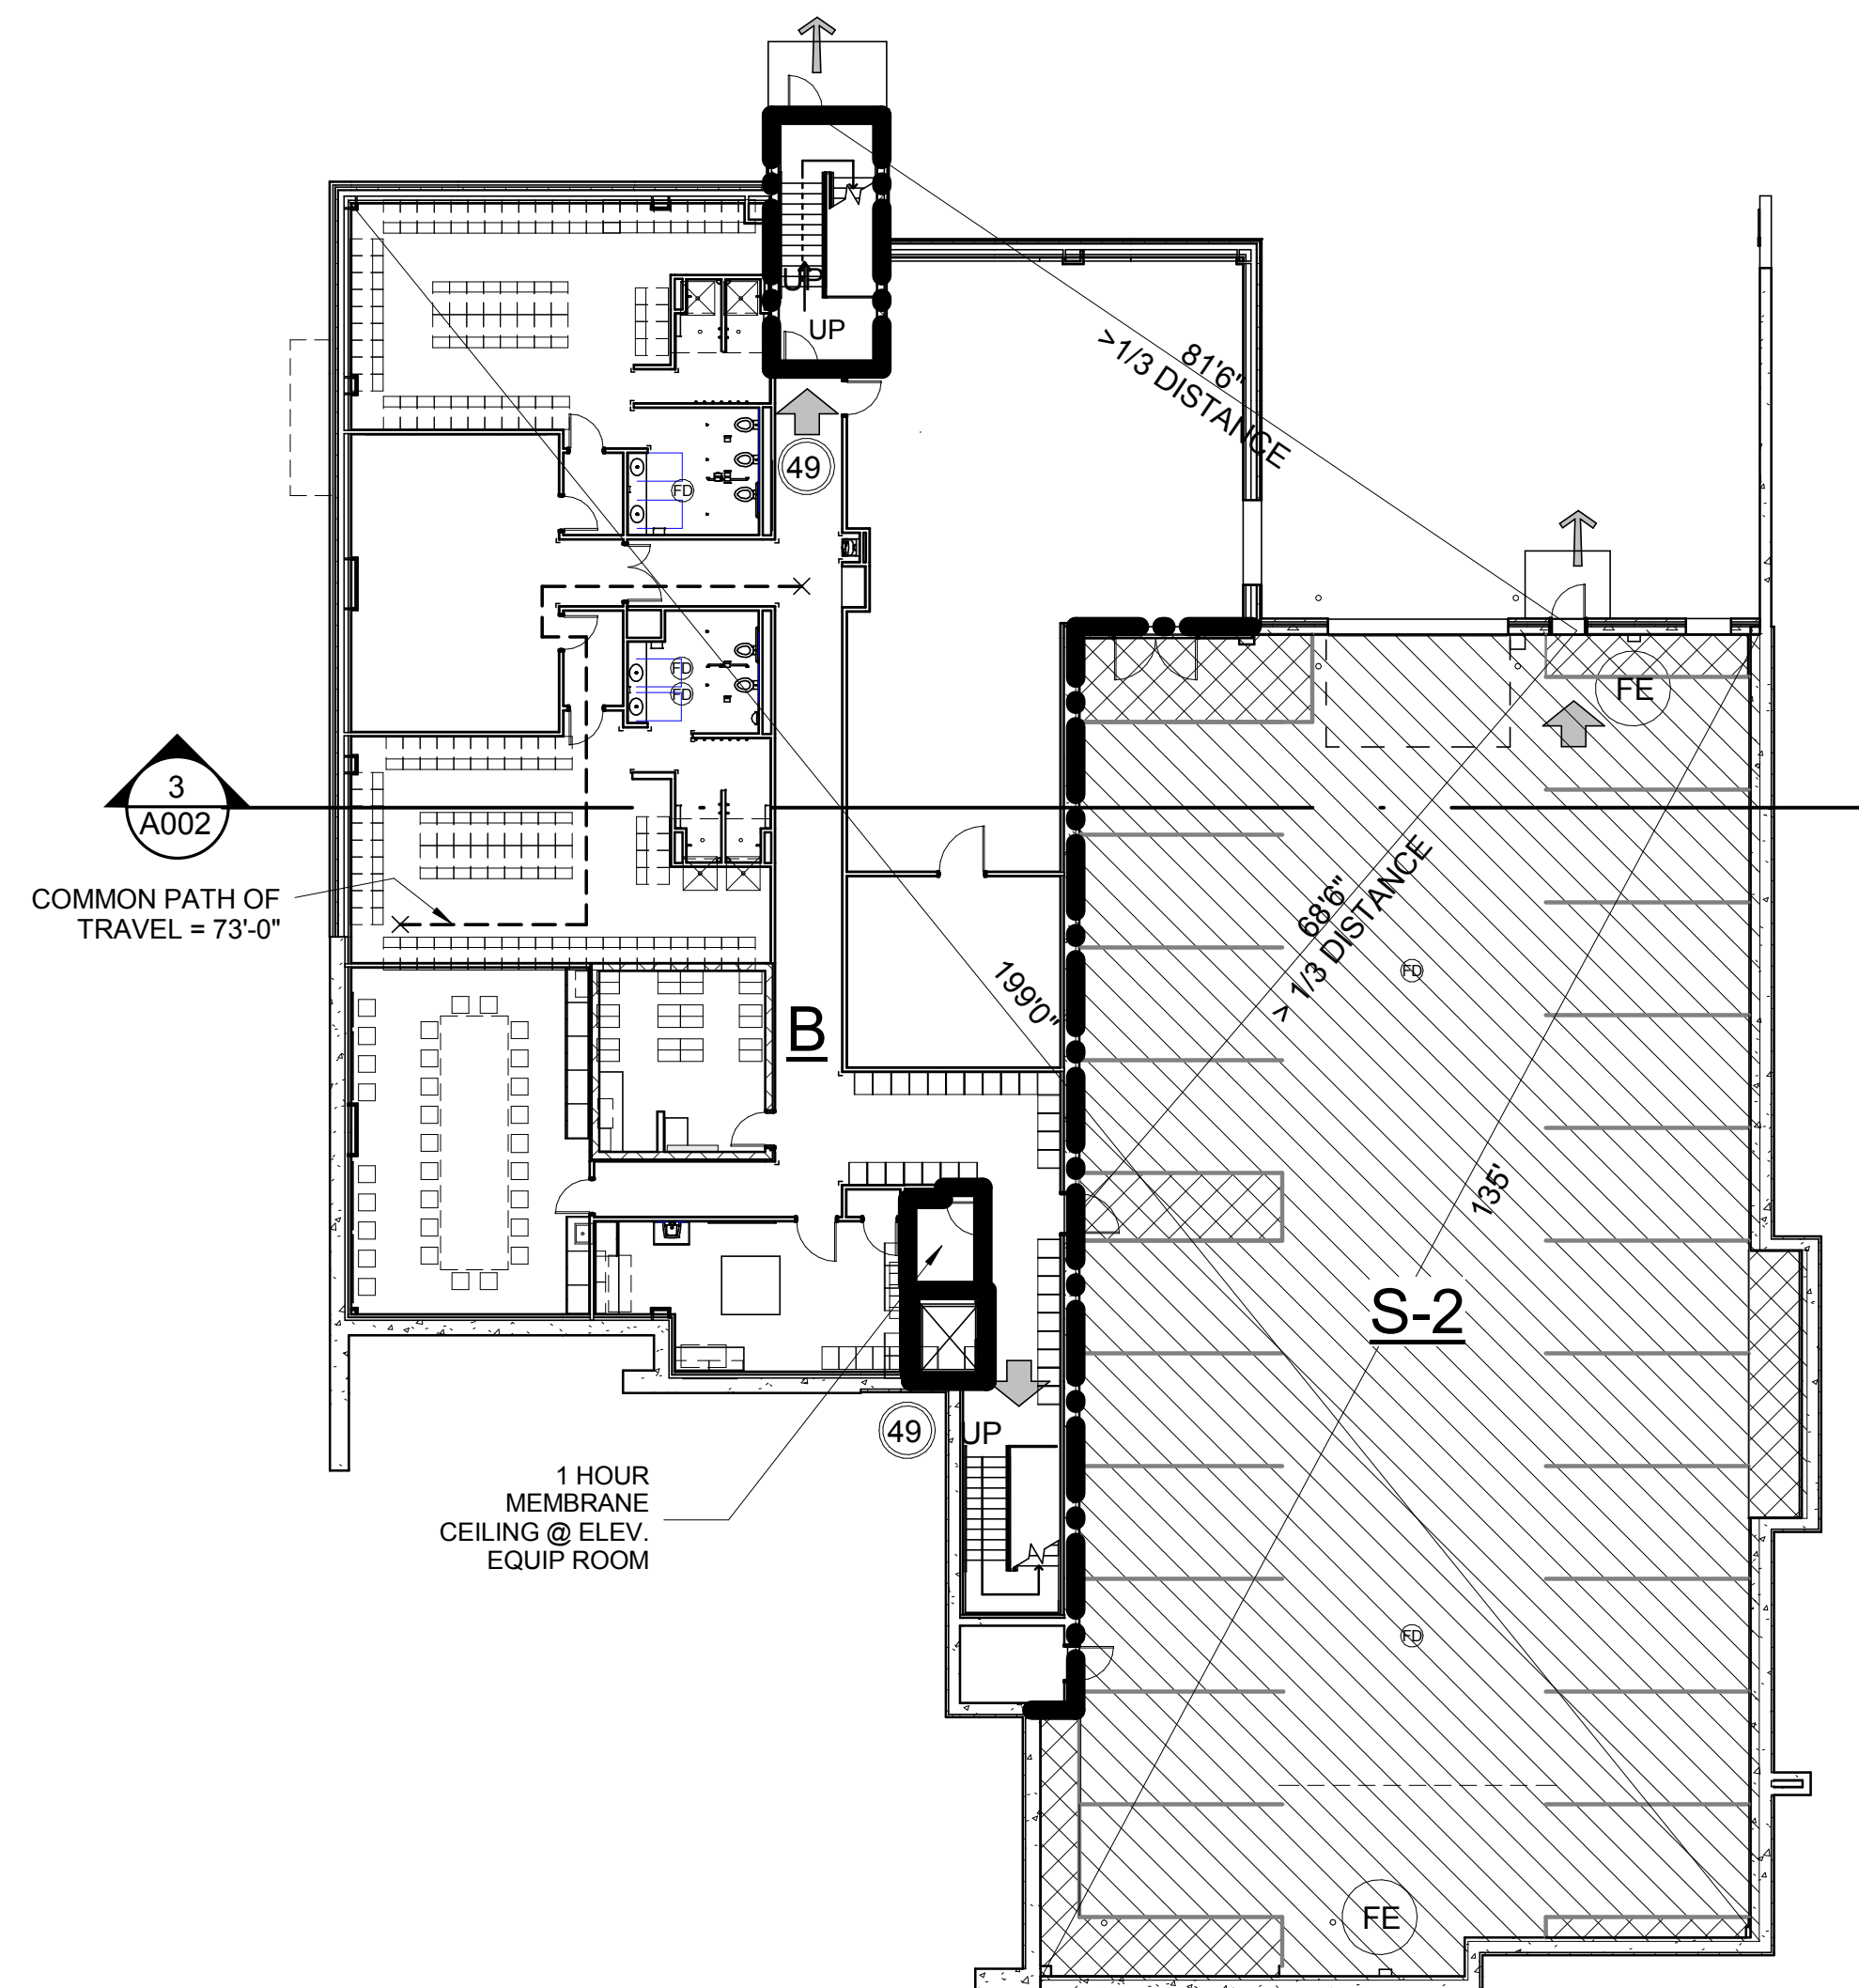 UP
UP
81'6"
>1/3 DISTANCE
49
FD
FD
FD
FE
3
A002
COMMON PATH OF
TRAVEL = 73'-0"
68'6"
> 1/3 DISTANCE
FD
199'0"
B
135'
S-2
49
UP
1 HOUR
MEMBRANE
CEILING @ ELEV.
EQUIP ROOM
FD
FE